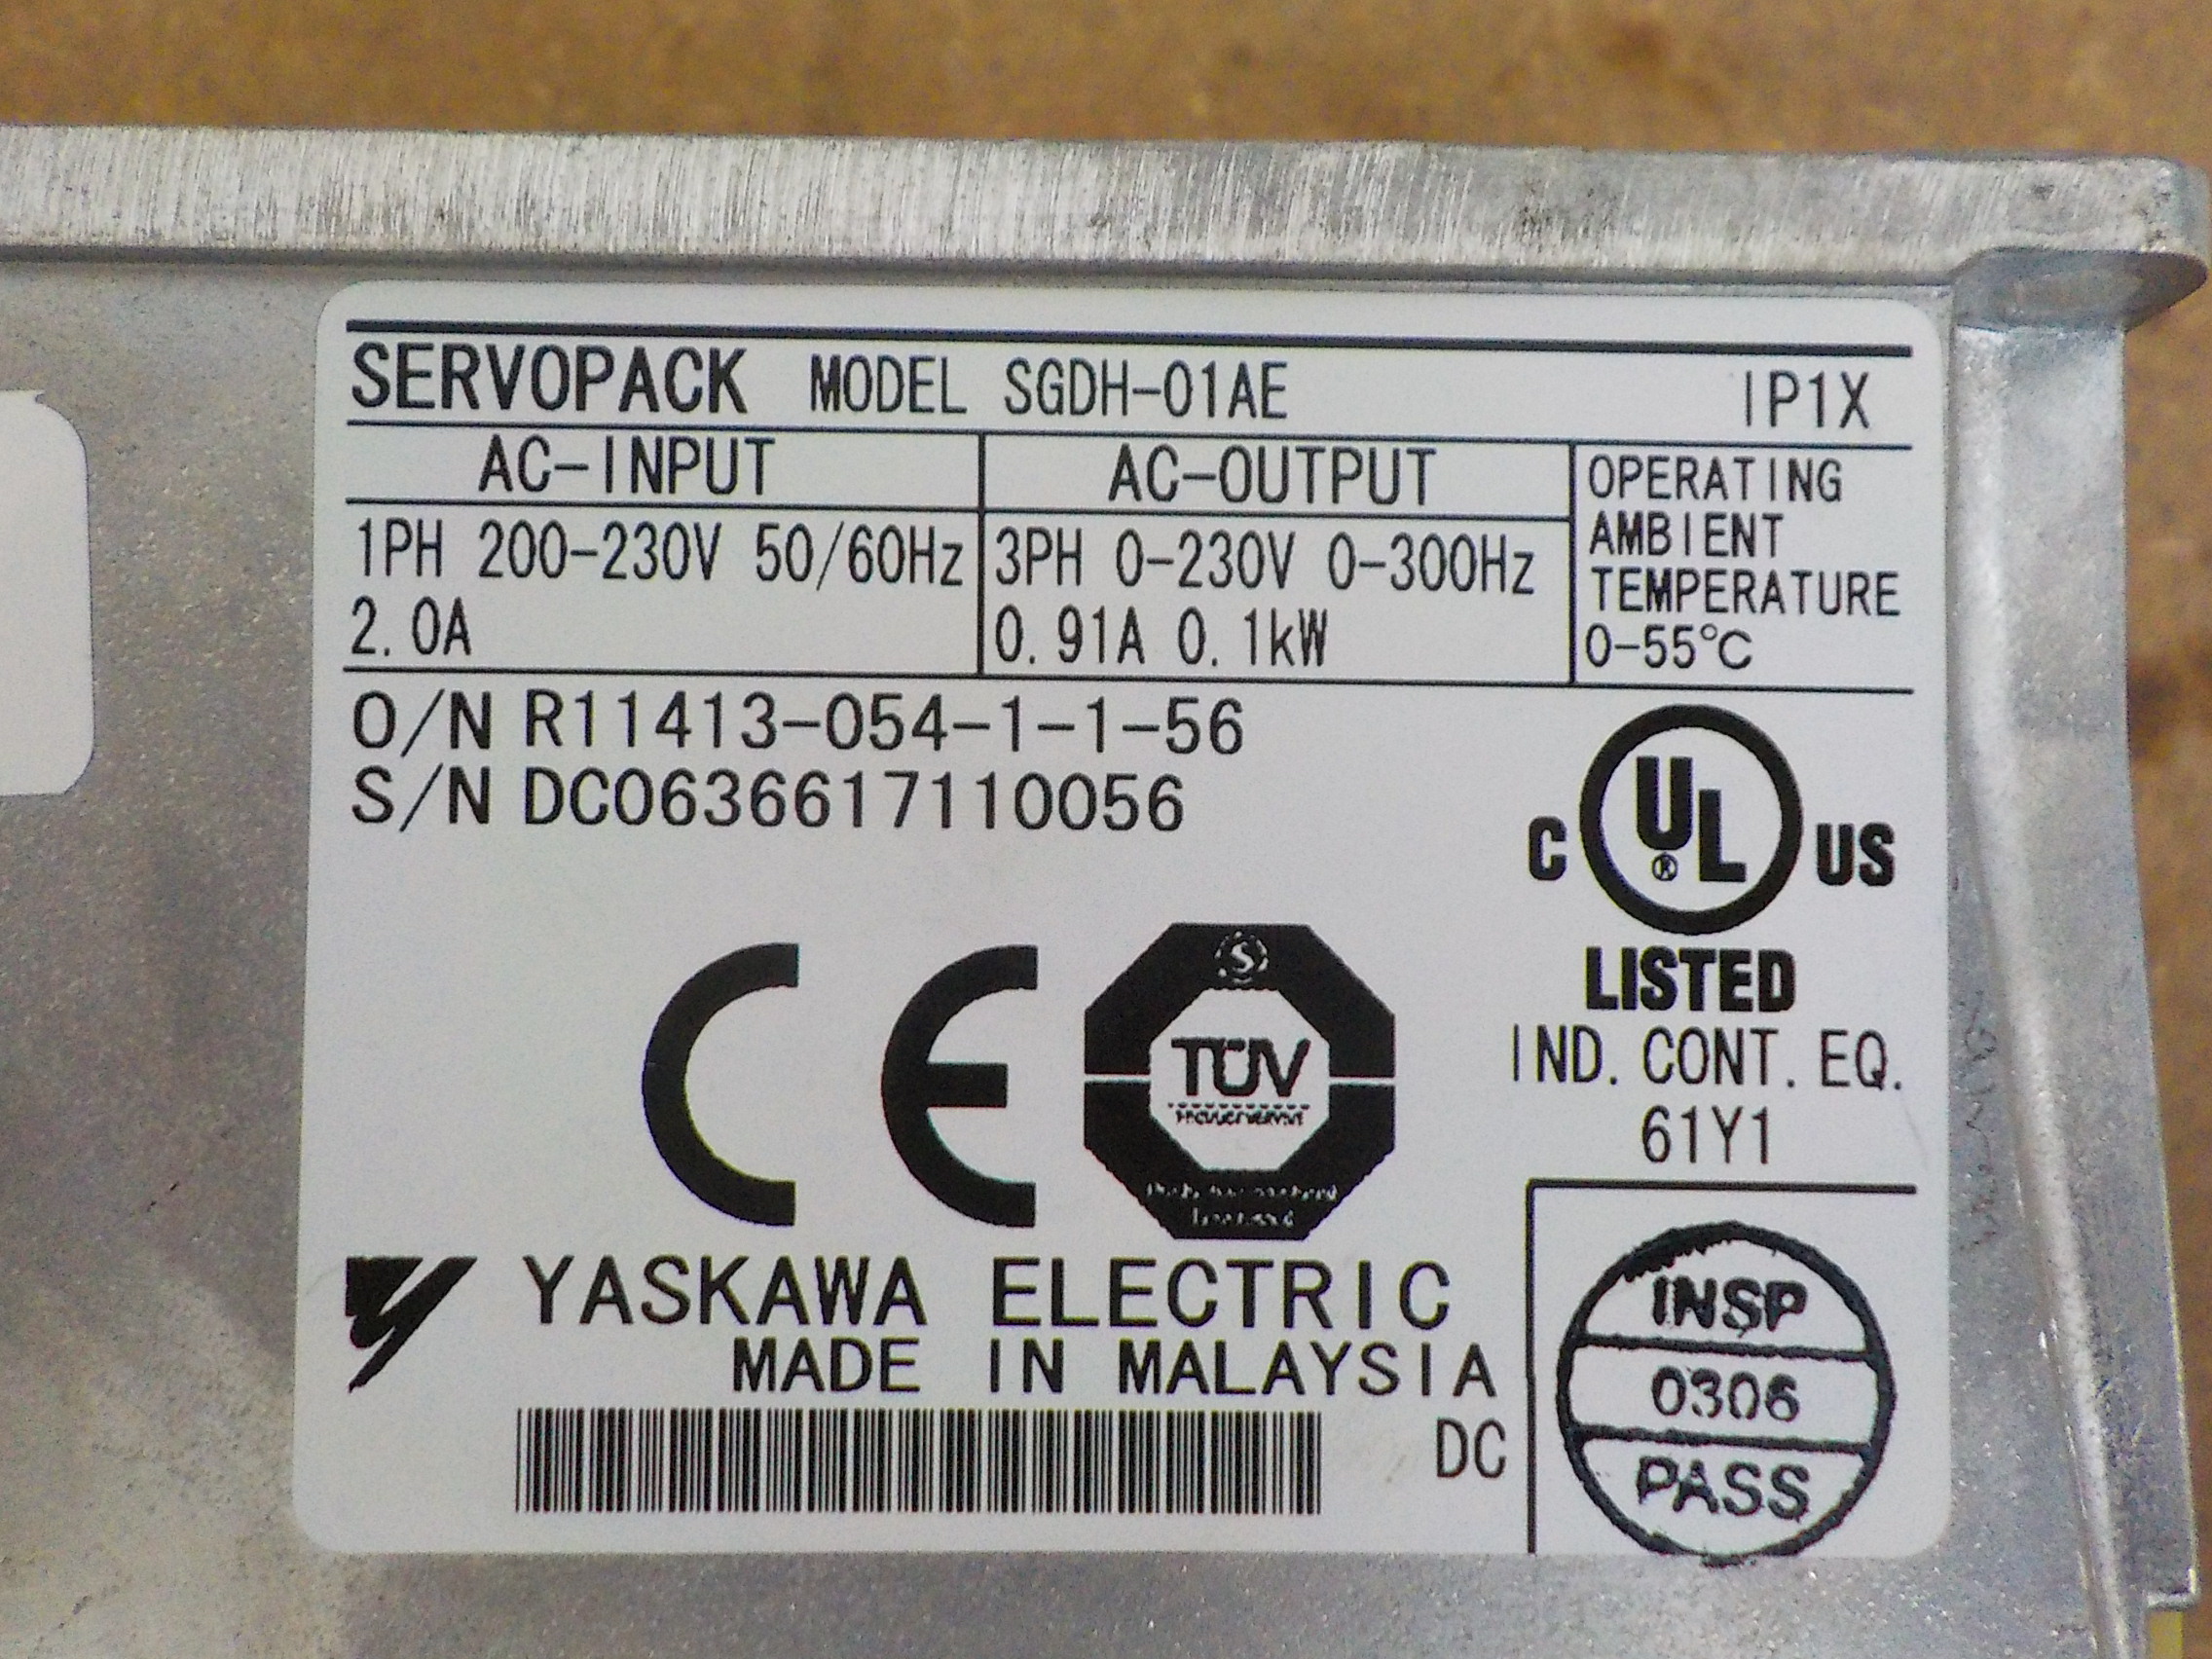 SERVOPACK MODEL SGDH-01AE IP1X
AC-INPUT
1PH 200-230V 50/60Hz
2.0A
AC-OUTPUT
3PH 0-230V 0-300Hz
0.91A 0.1kW
OPERATING
AMBIENT
TEMPERATURE
0-55°C
O/N R11413-054-1-1-56
S/N DC0636617110056
C UL® US
LISTED
IND. CONT. EQ.
61Y1
CE
S
TÜV
YASKAWA ELECTRIC
MADE IN MALAYSIA
DC
INSP
0306
PASS